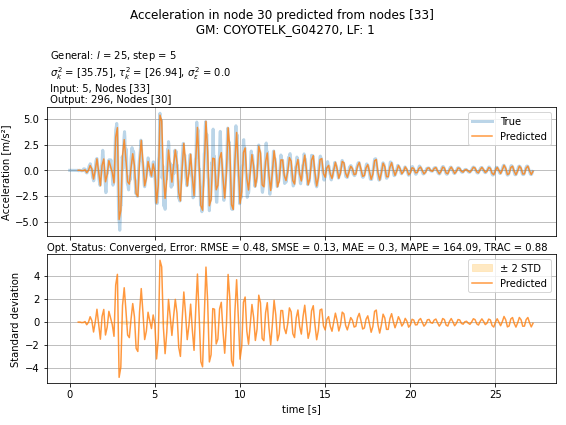 Acceleration in node 30 predicted from nodes [33]
GM: COYOTELK_G04270, LF: 1
General: l = 25, step = 5
σ²ₖ = [35.75], τ²ₖ = [26.94], σ²ε = 0.0
Input: 5, Nodes [33]
Output: 296, Nodes [30]
Acceleration [m/s²]
5.0
2.5
0.0
−2.5
−5.0
True
Predicted
Opt. Status: Converged, Error: RMSE = 0.48, SMSE = 0.13, MAE = 0.3, MAPE = 164.09, TRAC = 0.88
Standard deviation
4
2
0
−2
−4
± 2 STD
Predicted
0
5
10
15
20
25
time [s]